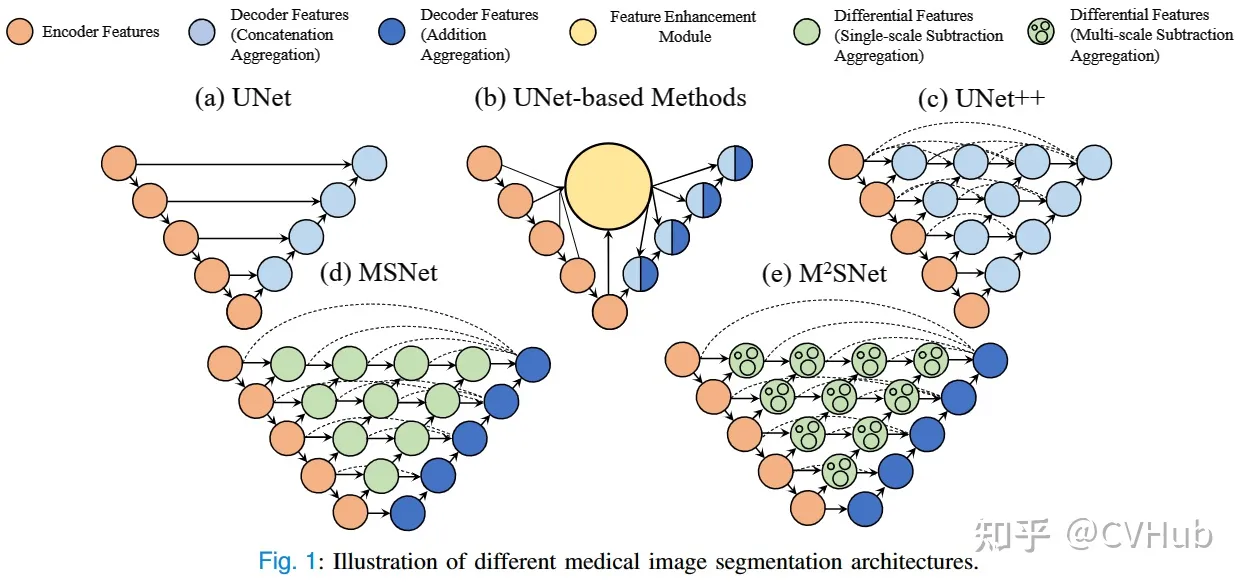 Encoder Features
Decoder Features
(Concatenation
Aggregation)
Decoder Features
(Addition
Aggregation)
Feature Enhancement
Module
Differential Features
(Single-scale Subtraction
Aggregation)
Differential Features
(Multi-scale Subtraction
Aggregation)
(a) UNet
(b) UNet-based Methods
(c) UNet++
(d) MSNet
(e) M²SNet
知乎 @CVHub
Fig. 1: Illustration of different medical image segmentation architectures.